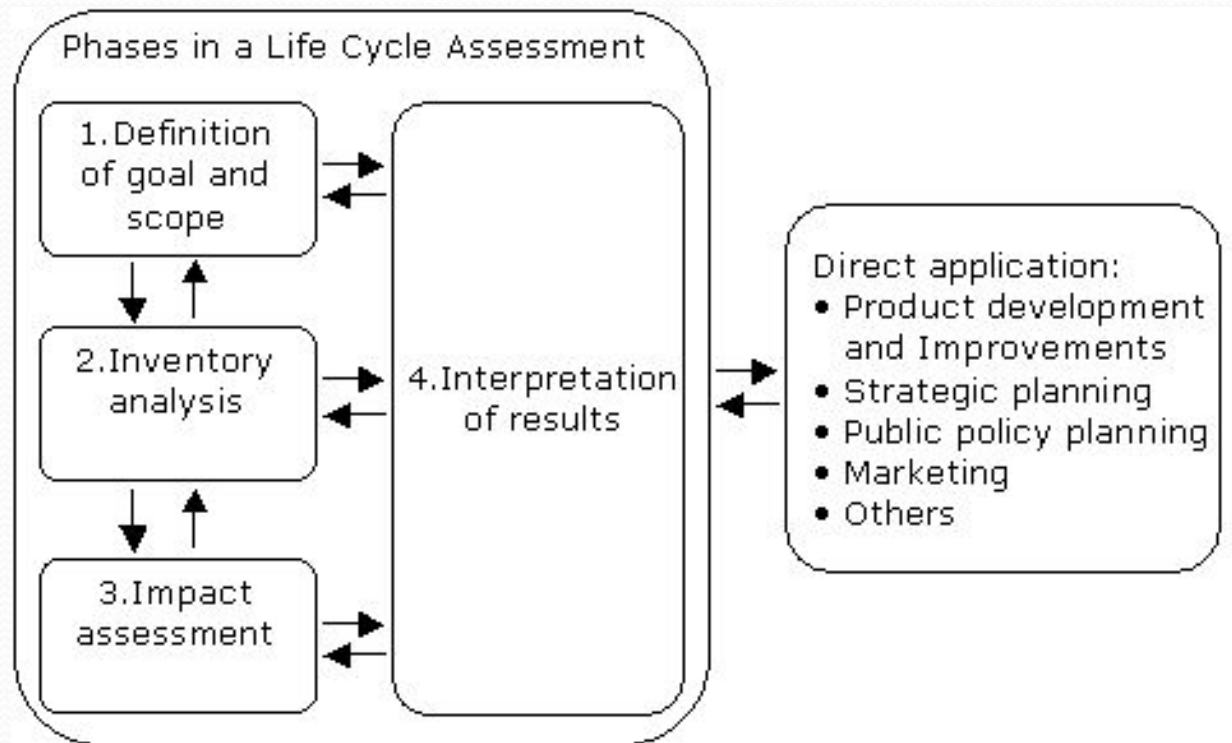 Phases in a Life Cycle Assessment
1.Definition
of goal and
scope
2.Inventory
analysis
3.Impact
assessment
4.Interpretation
of results
Direct application:
• Product development
and Improvements
• Strategic planning
• Public policy planning
• Marketing
• Others